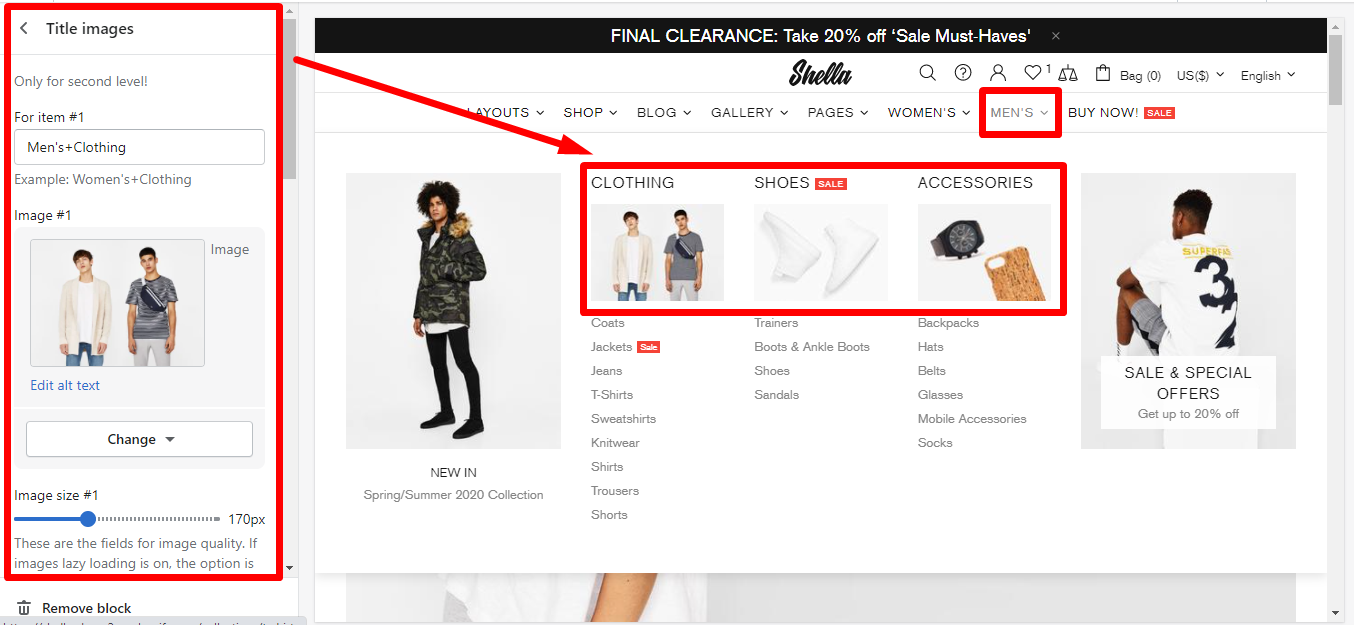 Title images
Only for second level!
For item #1
Men's+Clothing
Example: Women's+Clothing
Image #1
Image
Edit alt text
Change
Image size #1
170px
These are the fields for image quality. If
images lazy loading is on, the option is
Remove block
FINAL CLEARANCE: Take 20% off ‘Sale Must-Haves' ×
Shella
1
Bag (0)
US($)
English
LAYOUTS SHOP BLOG GALLERY PAGES WOMEN'S MEN'S BUY NOW! SALE
CLOTHING
Coats
Jackets Sale
Jeans
T-Shirts
Sweatshirts
Knitwear
Shirts
Trousers
Shorts
SHOES SALE
Trainers
Boots & Ankle Boots
Shoes
Sandals
ACCESSORIES
Backpacks
Hats
Belts
Glasses
Mobile Accessories
Socks
NEW IN
Spring/Summer 2020 Collection
3
SALE & SPECIAL
OFFERS
Get up to 20% off